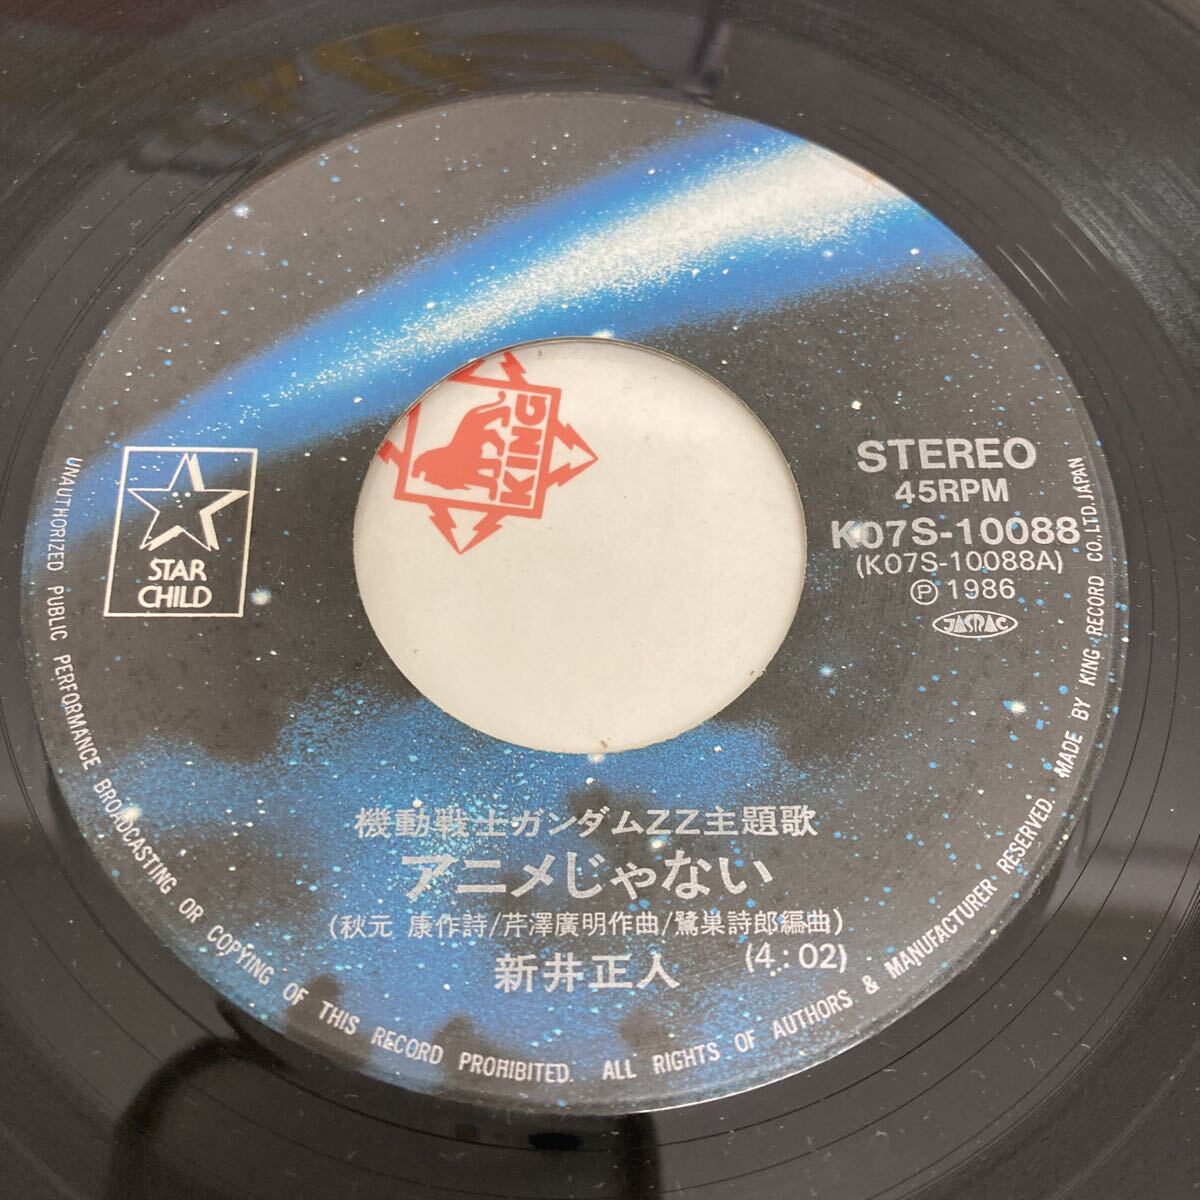 STAR
CHILD
KING
STEREO
45RPM
K07S-10088
(K07S-10088A)
Ⓟ 1986
JASRAC
機動戦士ガンダムZZ主題歌
アニメじゃない
(秋元 康作詩/芹澤廣明作曲/鷺巣詩郎編曲)
新井正人 (4:02)
UNAUTHORIZED PUBLIC PERFORMANCE BROADCASTING OR COPYING OF THIS RECORD PROHIBITED. ALL RIGHTS OF AUTHORS & MANUFACTURER RESERVED. MADE BY KING RECORD CO.,LTD.JAPAN